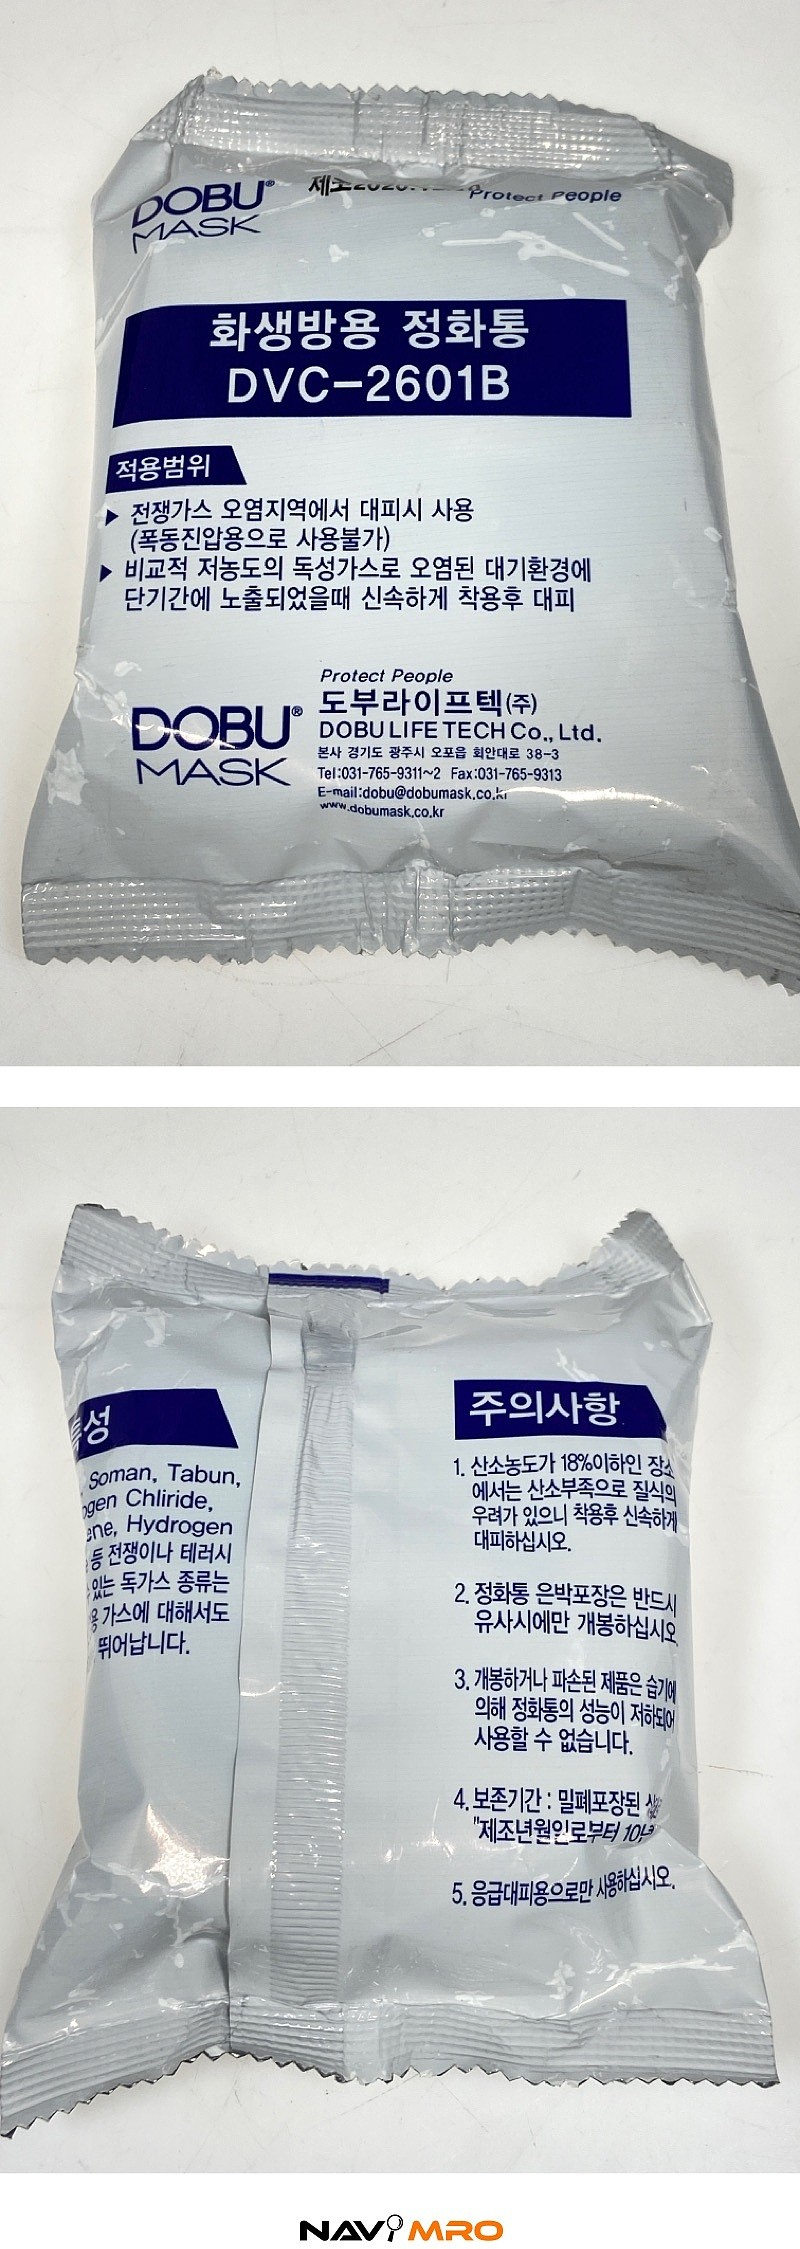 DOBU®
MASK
제조2020.
Protect People
화생방용 정화통
DVC-2601B
적용범위
▶ 전쟁가스 오염지역에서 대피시 사용
(폭동진압용으로 사용불가)
▶ 비교적 저농도의 독성가스로 오염된 대기환경에
단기간에 노출되었을때 신속하게 착용후 대피
DOBU®
MASK
Protect People
도부라이프텍(주)
DOBU LIFE TECH Co., Ltd.
본사 경기도 광주시 오포읍 회안대로 38-3
Tel:031-765-9311~2 Fax:031-765-9313
E-mail:dobu@dobumask.co.kr
www.dobumask.co.kr
특성
Soman, Tabun,
ogen Chliride,
ene, Hydrogen
등 전쟁이나 테러시
있는 독가스 종류는
용 가스에 대해서도
뛰어납니다.
주의사항
1. 산소농도가 18%이하인 장소
에서는 산소부족으로 질식의
우려가 있으니 착용후 신속하게
대피하십시오.
2. 정화통 은박포장은 반드시
유사시에만 개봉하십시오.
3. 개봉하거나 파손된 제품은 습기에
의해 정화통의 성능이 저하되어
사용할 수 없습니다.
4. 보존기간 : 밀폐포장된
"제조년월일로부터 10년
5. 응급대피용으로만 사용하십시오.
NAVIMRO